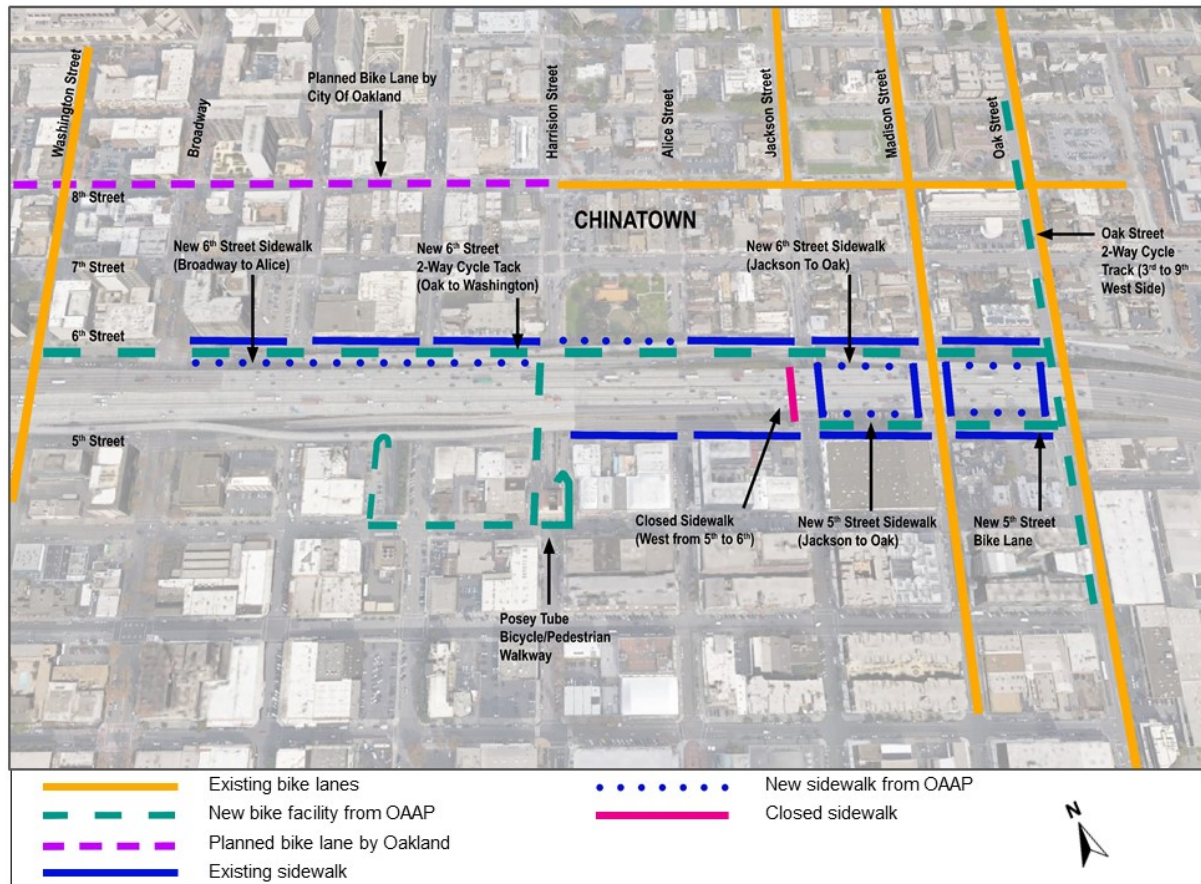 Washington Street
Broadway
Planned Bike Lane by
City Of Oakland
Harrision Street
Alice Street
Jackson Street
Madison Street
Oak Street
8th Street
CHINATOWN
New 6th Street Sidewalk
(Broadway to Alice)
7th Street
New 6th Street
2-Way Cycle Tack
(Oak to Washington)
New 6th Street Sidewalk
(Jackson To Oak)
Oak Street
2-Way Cycle
Track (3rd to 9th
West Side)
6th Street
5th Street
Closed Sidewalk
(West from 5th to 6th)
New 5th Street Sidewalk
(Jackson to Oak)
New 5th Street
Bike Lane
Posey Tube
Bicycle/Pedestrian
Walkway
Existing bike lanes
New bike facility from OAAP
Planned bike lane by Oakland
Existing sidewalk
New sidewalk from OAAP
Closed sidewalk
N